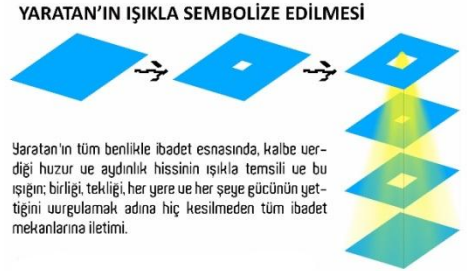 YARATAN'IN IŞIKLA SEMBOLİZE EDİLMESİ
Yaratan'ın tüm benlikle ibadet esnasında, kalbe ver-
diği huzur ve aydınlık hissinin ışıkla temsili ve bu
ışığın; birliği, tekliği, her yere ve her şeye gücünün yet-
tiğini vurgulamak adına hiç kesilmeden tüm ibadet
mekanlarına iletimi.